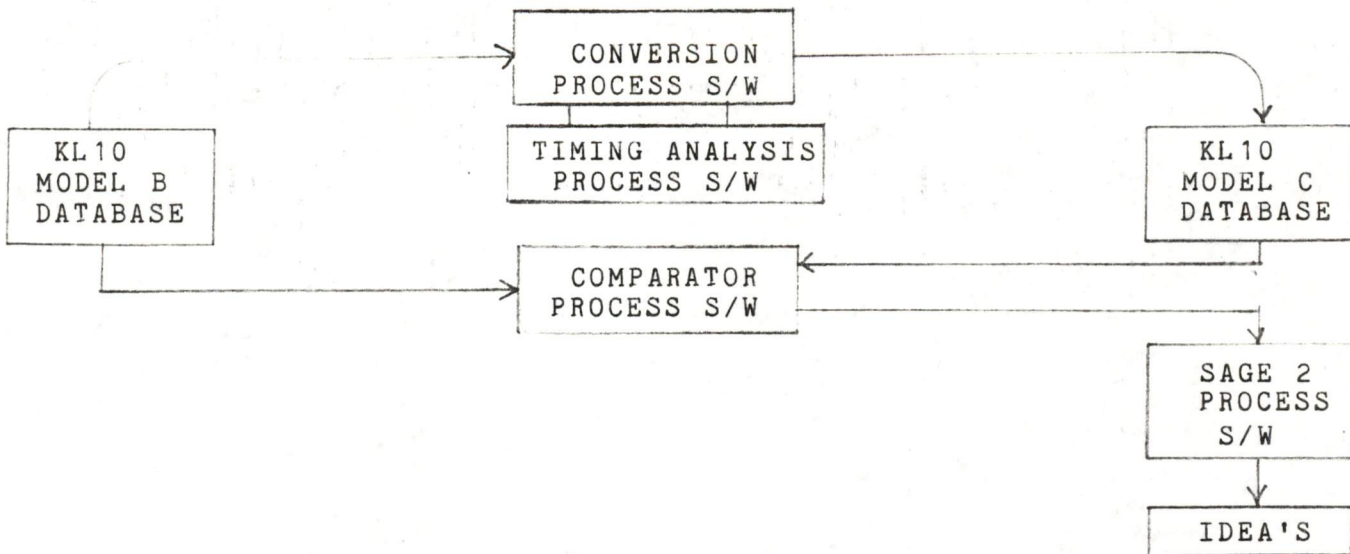 CONVERSION
PROCESS S/W
TIMING ANALYSIS
PROCESS S/W
KL10
MODEL B
DATABASE
KL10
MODEL C
DATABASE
COMPARATOR
PROCESS S/W
SAGE 2
PROCESS
S/W
IDEA'S